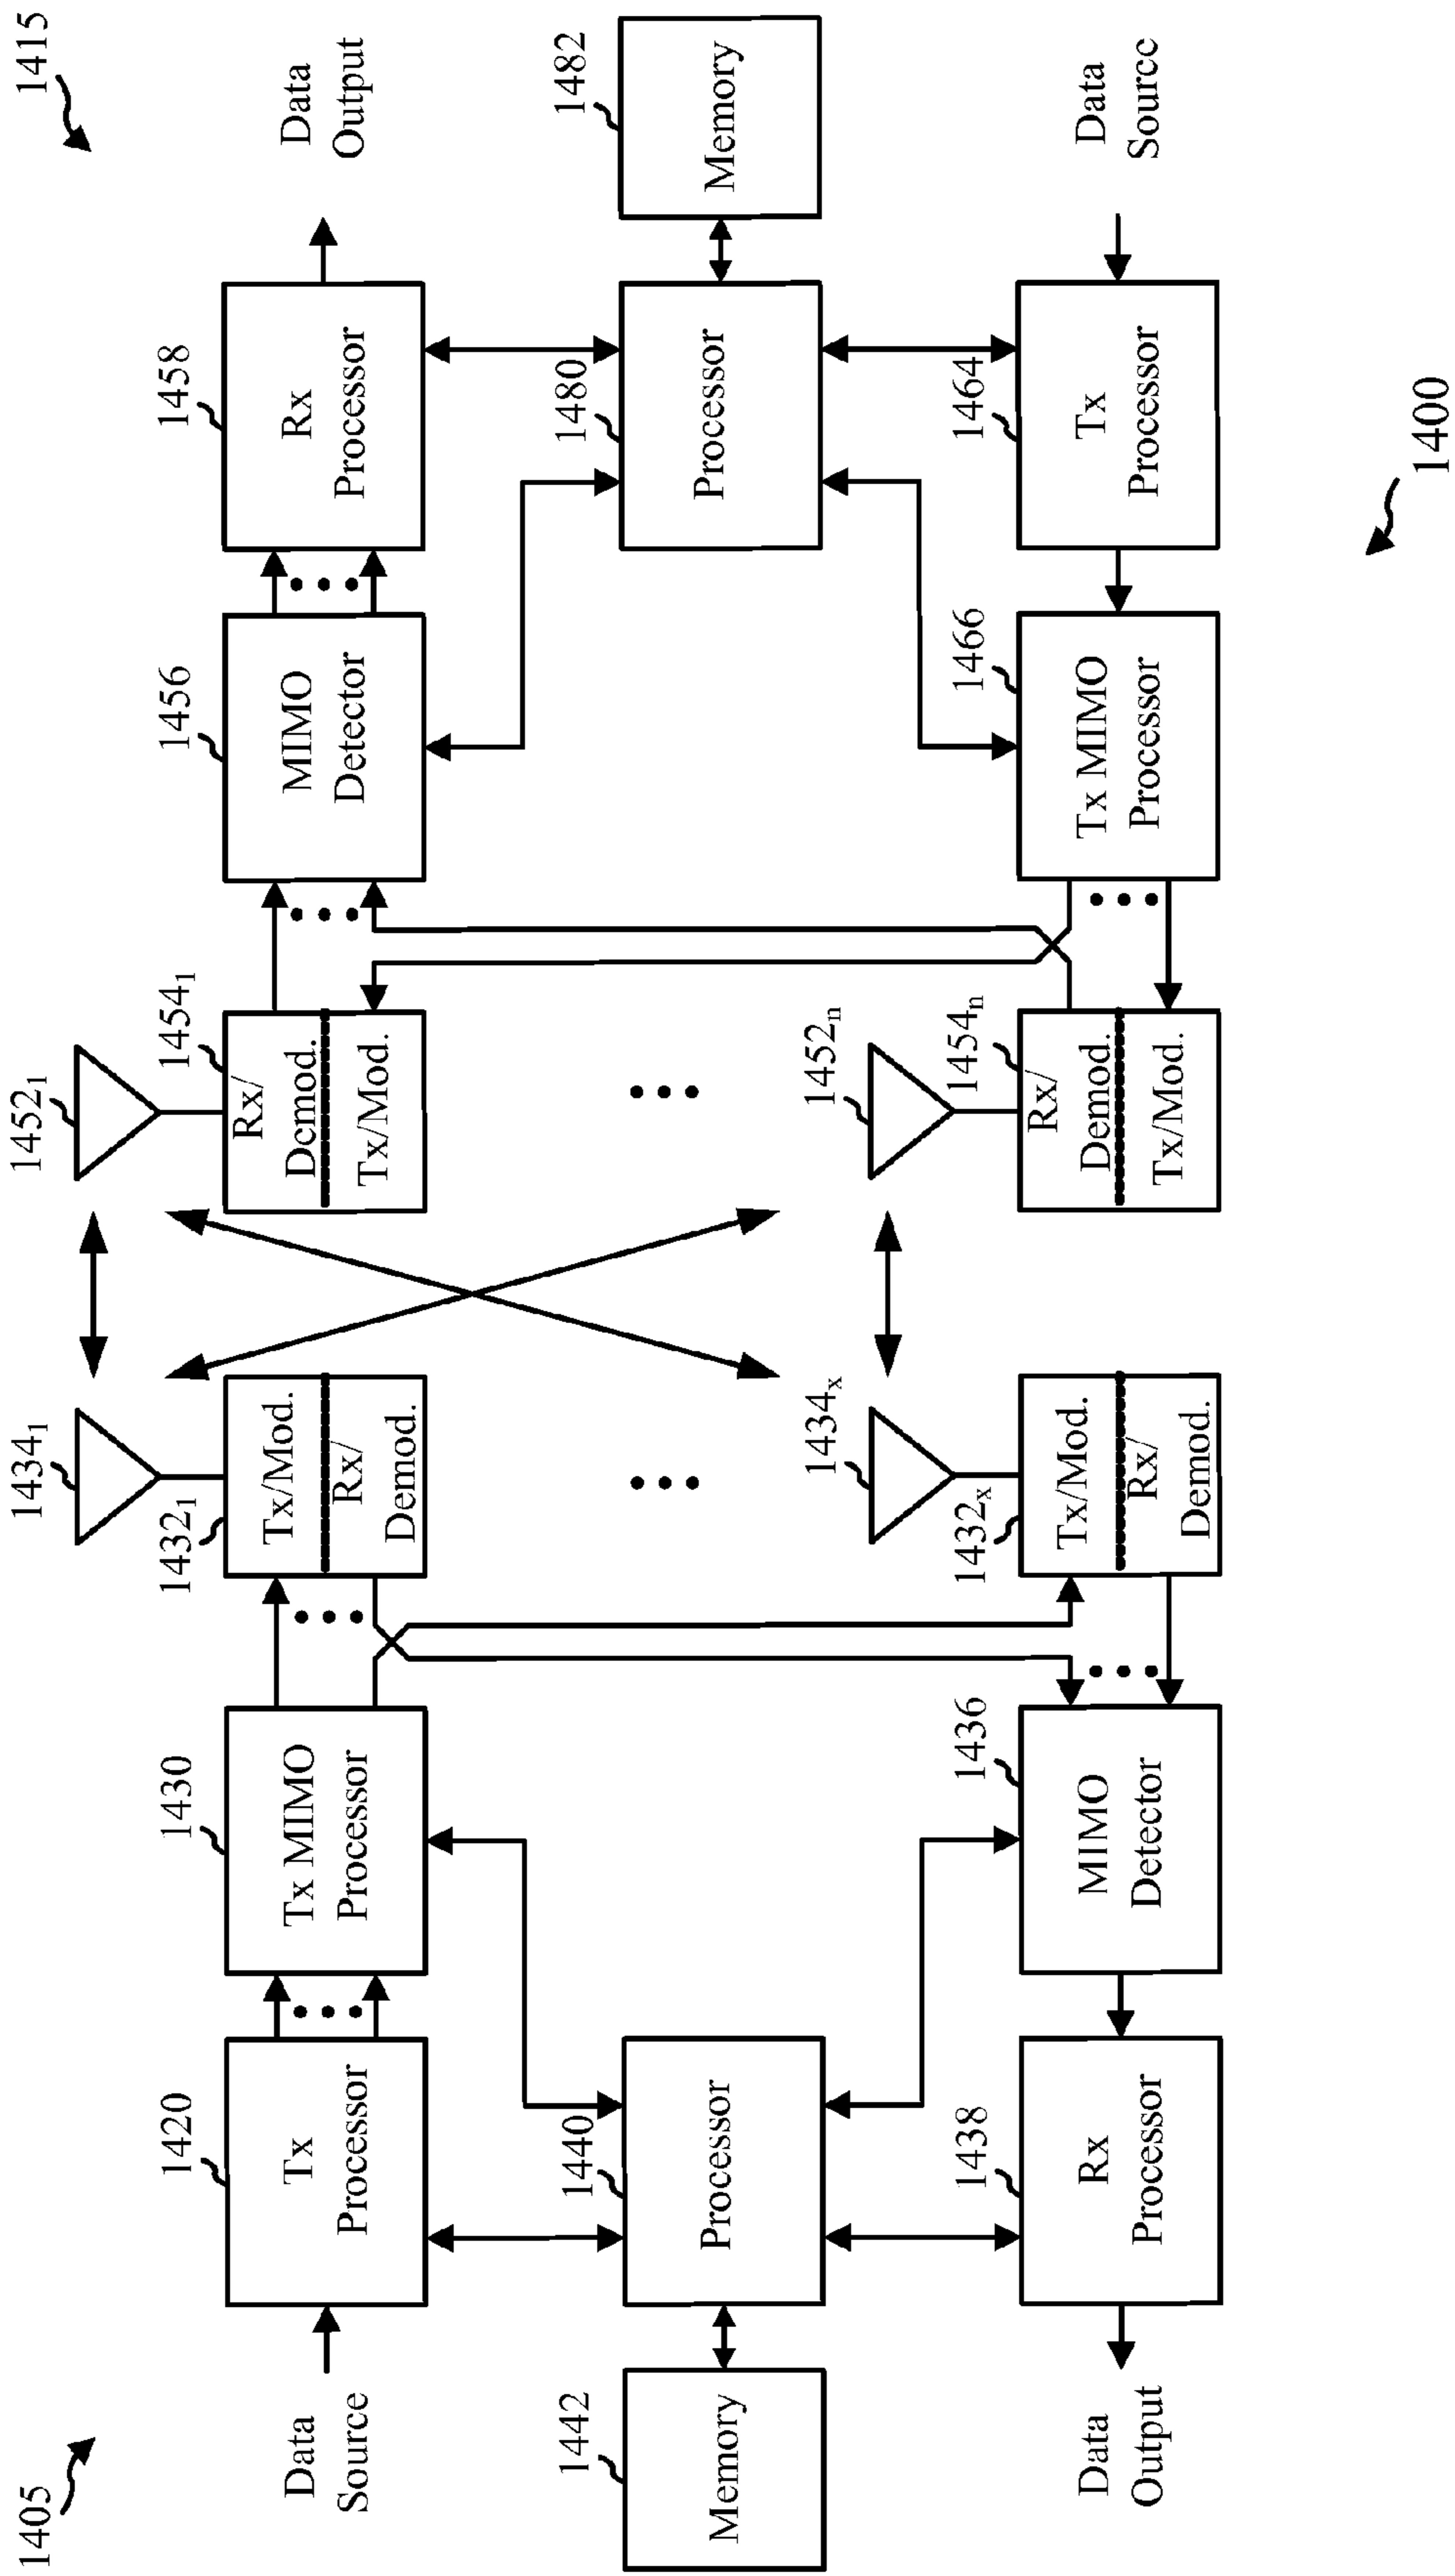 1405
1415
Data
Source
1420
Tx
Processor
1430
Tx MIMO
Processor
1434₁
1432₁
Tx/Mod.
Rx/
Demod.
1452₁
1454₁
Rx/
Demod.
Tx/Mod.
1456
MIMO
Detector
1458
Rx
Processor
Data
Output
1442
Memory
1440
Processor
1480
Processor
1482
Memory
Data
Output
1438
Rx
Processor
1436
MIMO
Detector
1434ₓ
1432ₓ
Tx/Mod.
Rx/
Demod.
1452ₙ
1454ₙ
Rx/
Demod.
Tx/Mod.
1466
Tx MIMO
Processor
1464
Tx
Processor
Data
Source
1400